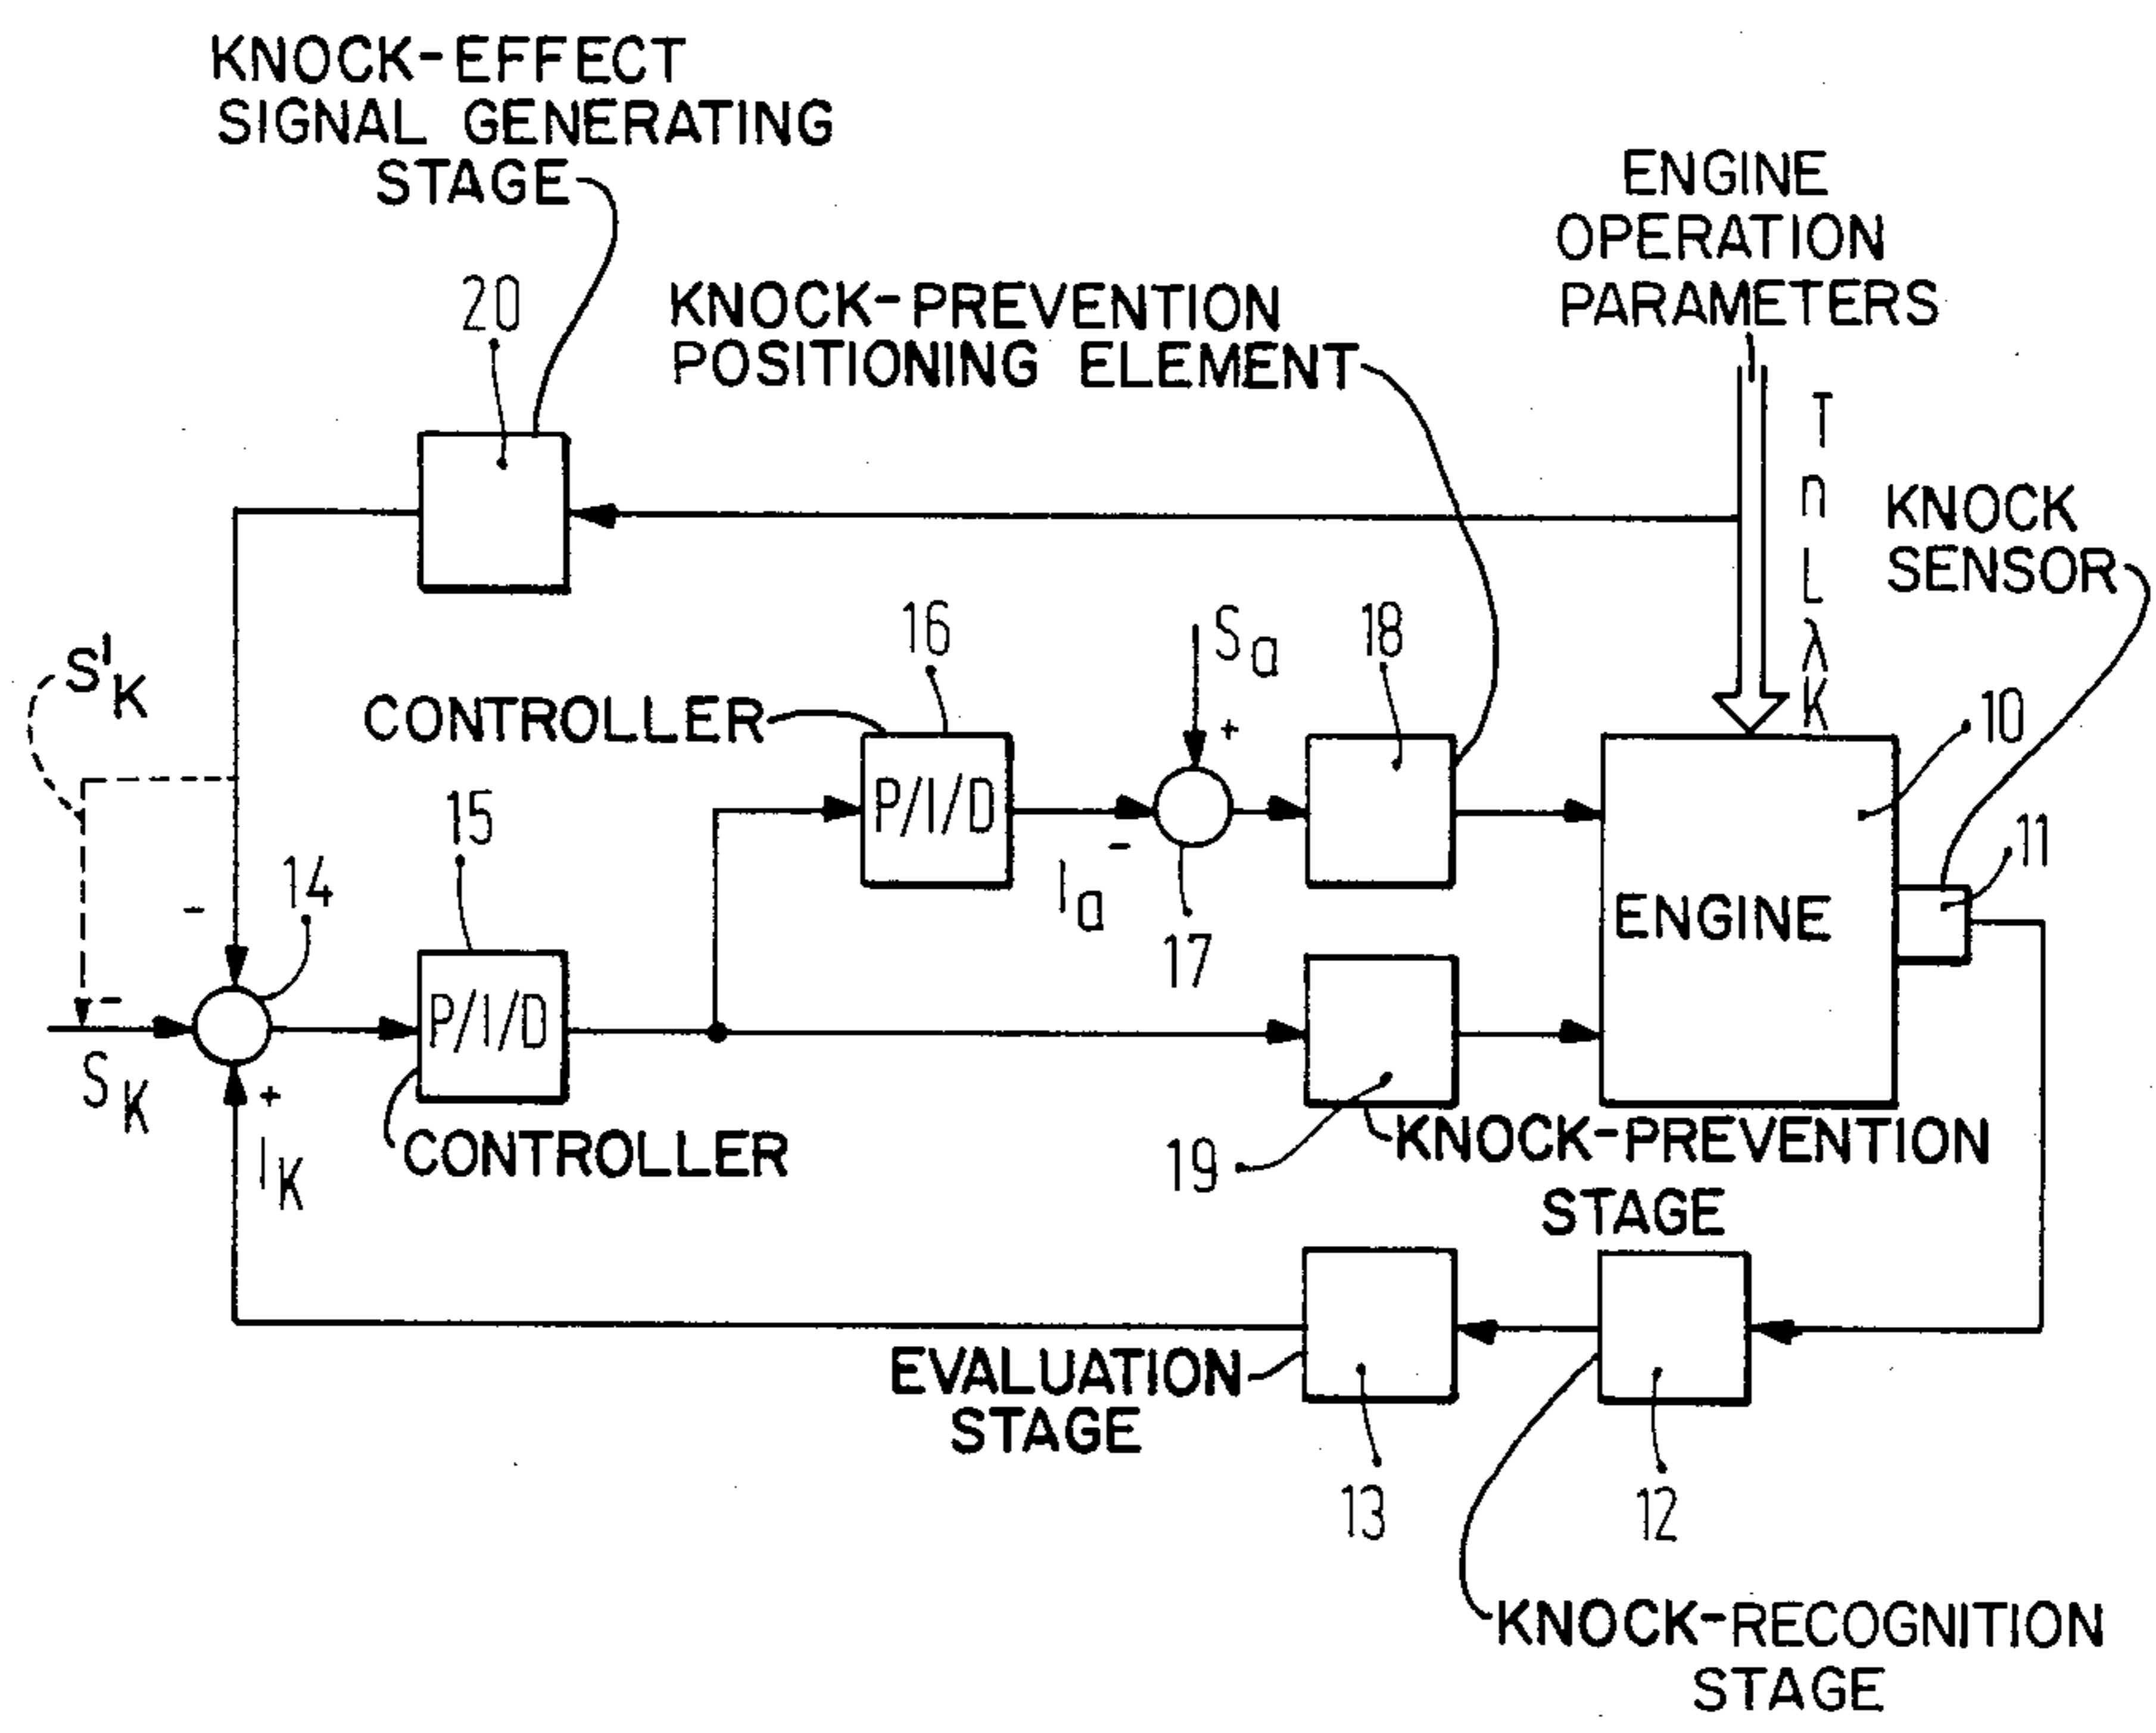 KNOCK-EFFECT
SIGNAL GENERATING
STAGE
20
KNOCK-PREVENTION
POSITIONING ELEMENT
ENGINE
OPERATION
PARAMETERS
T
n
L
λ
K
KNOCK
SENSOR
S'K
16
Sa
18
CONTROLLER
+
10
15
P/I/D
14
-
Ia
-
17
11
ENGINE
-
P/I/D
SK
+
IK
CONTROLLER
19
KNOCK-PREVENTION
STAGE
EVALUATION
STAGE
13
12
KNOCK-RECOGNITION
STAGE